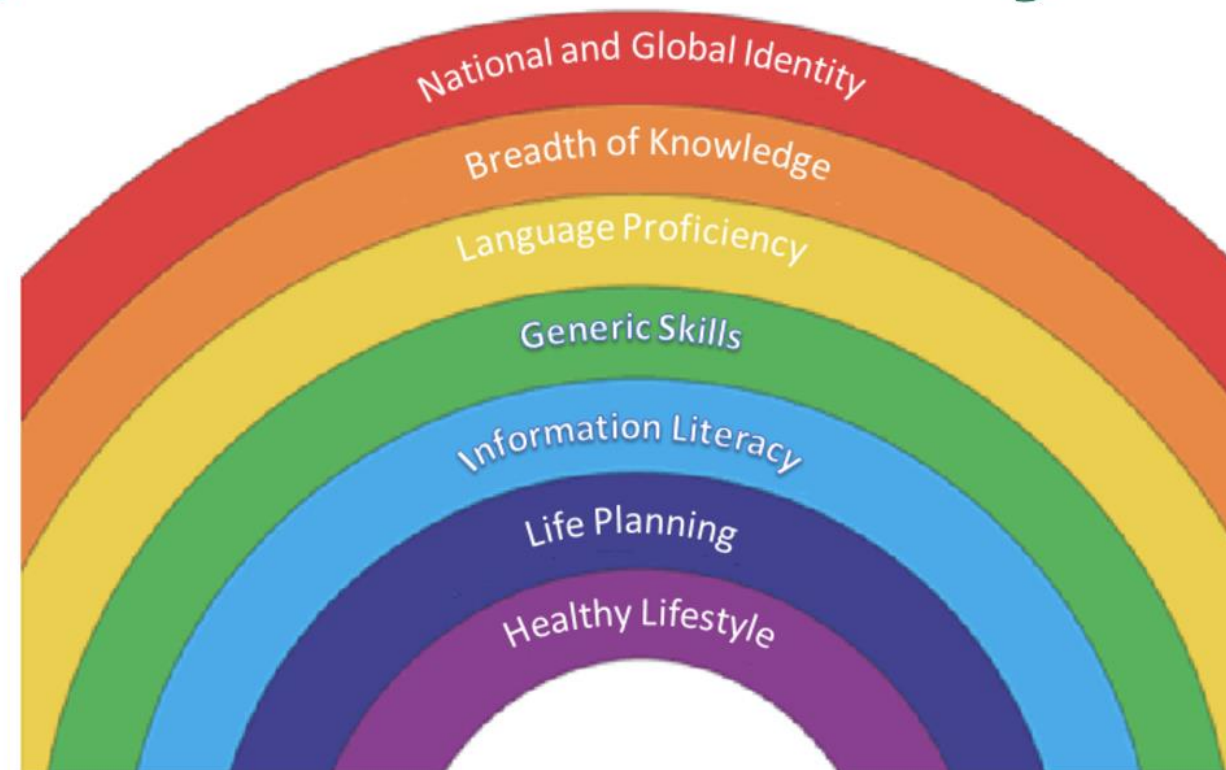 National and Global Identity
Breadth of Knowledge
Language Proficiency
Generic Skills
Information Literacy
Life Planning
Healthy Lifestyle